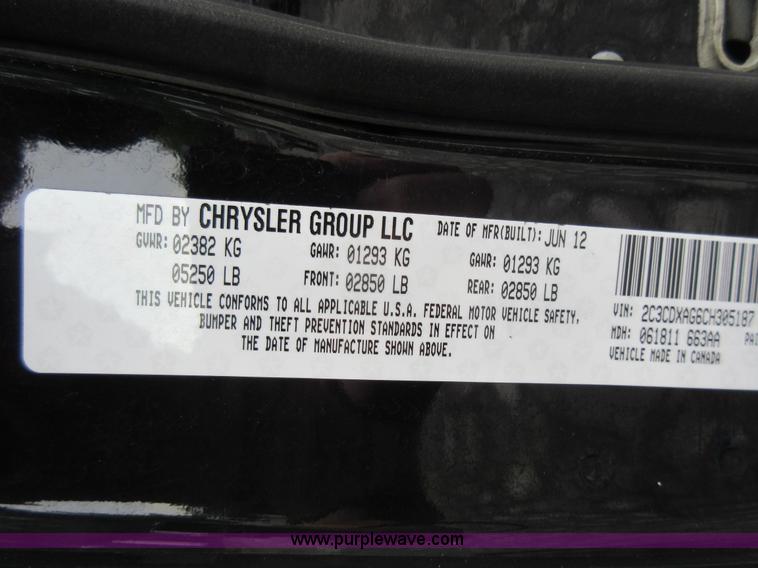 MFD BY CHRYSLER GROUP LLC DATE OF MFR(BUILT): JUN 12
GVWR: 02382 KG GAWR: 01293 KG GAWR: 01293 KG
05250 LB FRONT: 02850 LB REAR: 02850 LB
THIS VEHICLE CONFORMS TO ALL APPLICABLE U.S.A. FEDERAL MOTOR VEHICLE SAFETY,
BUMPER AND THEFT PREVENTION STANDARDS IN EFFECT ON
THE DATE OF MANUFACTURE SHOWN ABOVE.
VIN: 2C3CDXAG6CH305187
MDH: 061811 663AA PAI
VEHICLE MADE IN CANADA
www.purplewave.com